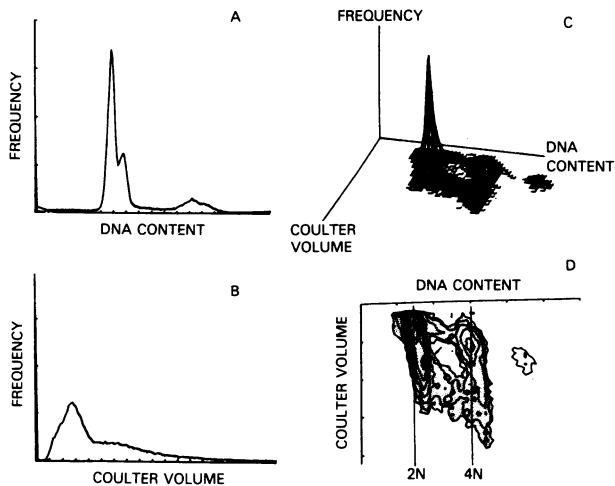 A
FREQUENCY
DNA CONTENT
B
FREQUENCY
COULTER VOLUME
C
FREQUENCY
DNA
CONTENT
COULTER
VOLUME
D
DNA CONTENT
COULTER VOLUME
2N
4N